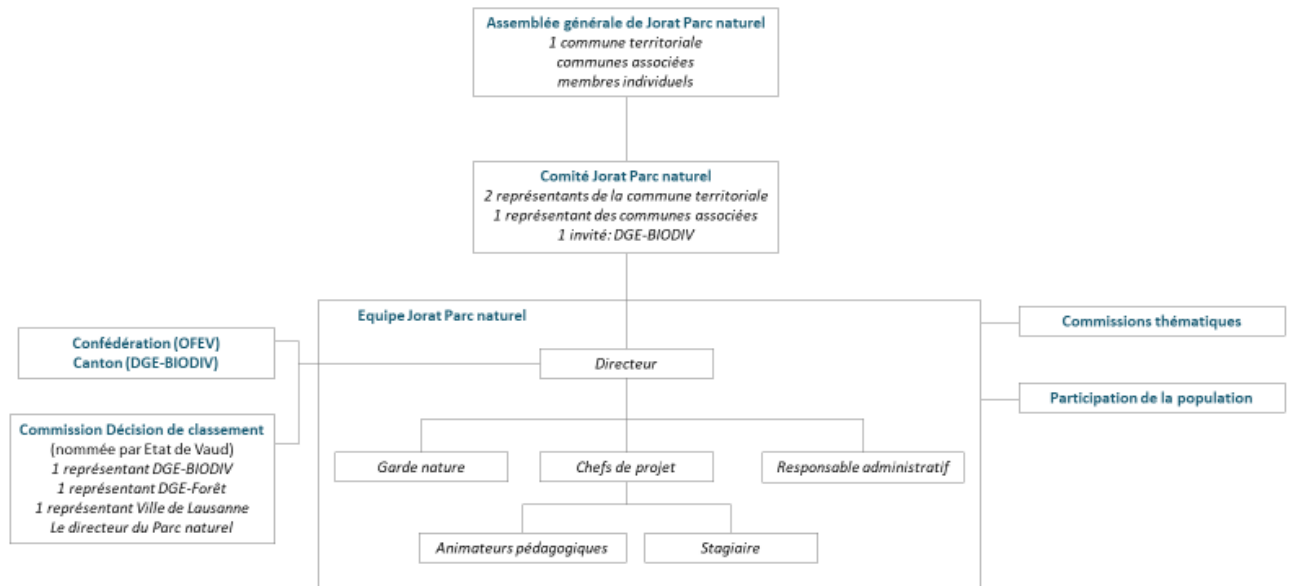 Assemblée générale de Jorat Parc naturel
1 commune territoriale
communes associées
membres individuels
Comité Jorat Parc naturel
2 représentants de la commune territoriale
1 représentant des communes associées
1 invité: DGE-BIODIV
Equipe Jorat Parc naturel
Confédération (OFEV)
Canton (DGE-BIODIV)
Commission Décision de classement
(nommée par Etat de Vaud)
1 représentant DGE-BIODIV
1 représentant DGE-Forêt
1 représentant Ville de Lausanne
Le directeur du Parc naturel
Directeur
Garde nature
Chefs de projet
Responsable administratif
Animateurs pédagogiques
Stagiaire
Commissions thématiques
Participation de la population